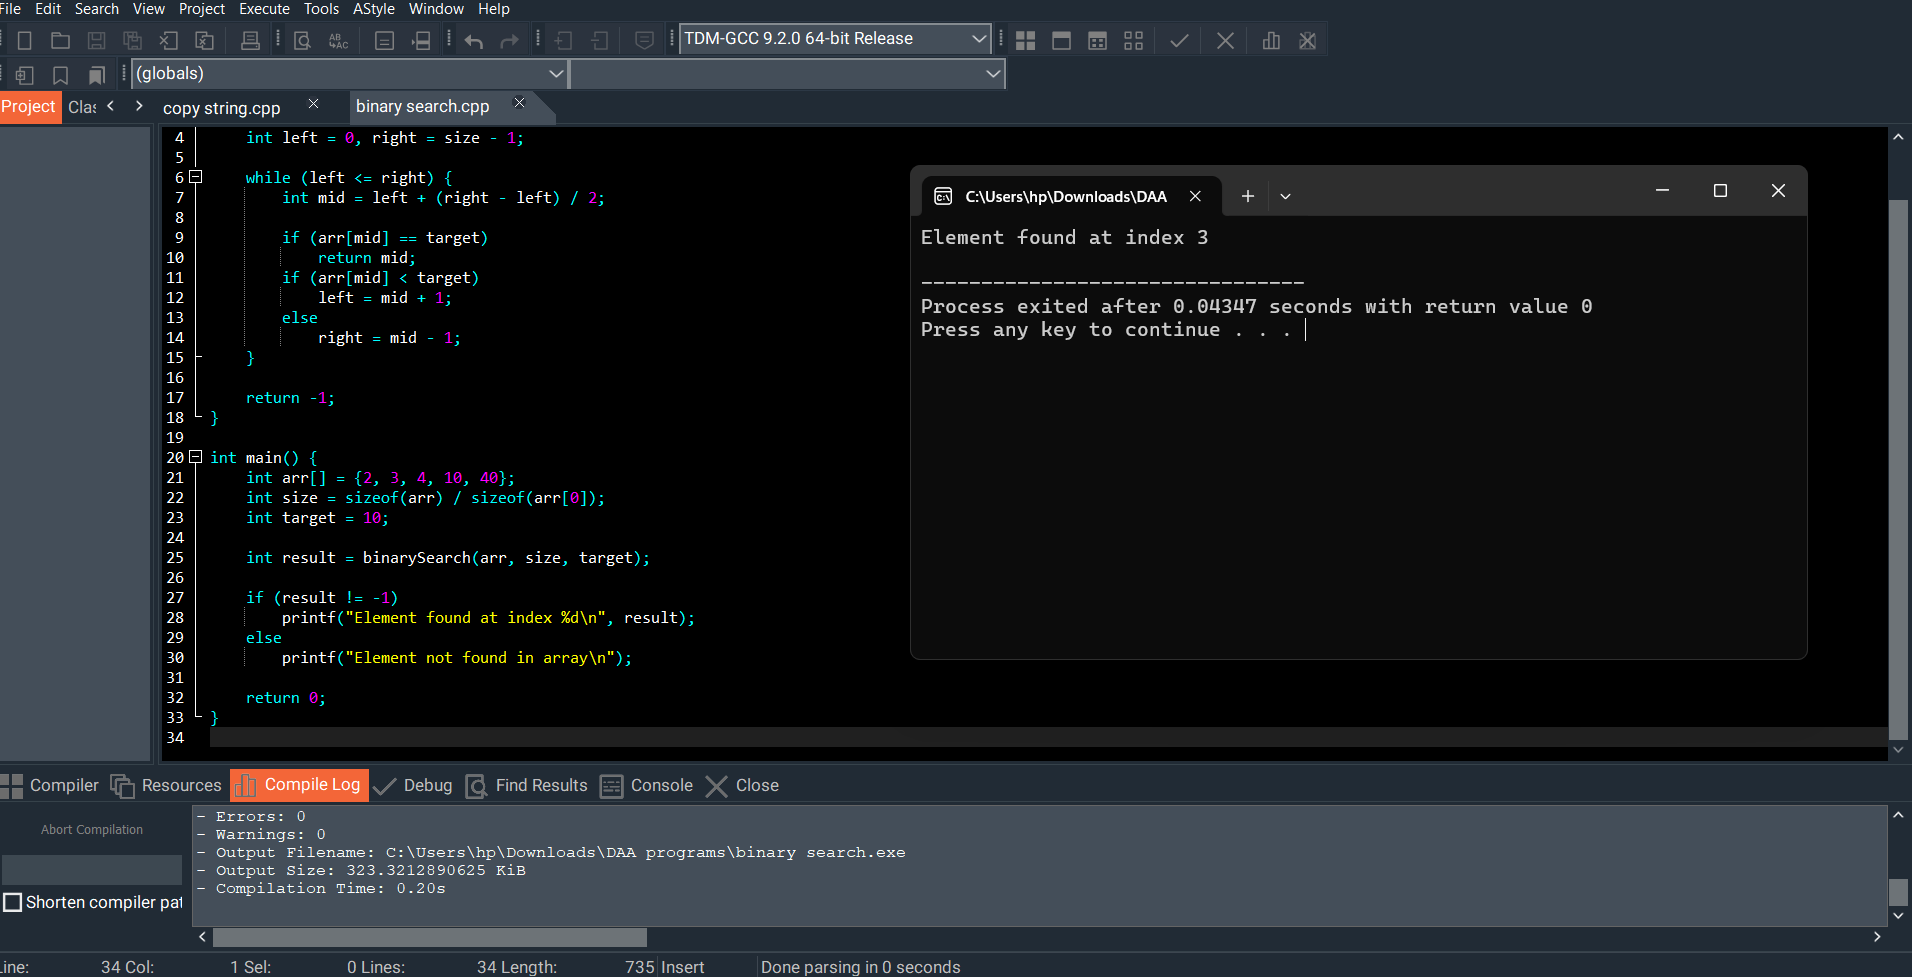 File Edit Search View Project Execute Tools AStyle Window Help
TDM-GCC 9.2.0 64-bit Release
(globals)
Project Clas copy string.cpp binary search.cpp
4 int left = 0, right = size - 1;
5
6 while (left <= right) {
7 int mid = left + (right - left) / 2;
8
9 if (arr[mid] == target)
10 return mid;
11 if (arr[mid] < target)
12 left = mid + 1;
13 else
14 right = mid - 1;
15 }
16
17 return -1;
18 }
19
20 int main() {
21 int arr[] = {2, 3, 4, 10, 40};
22 int size = sizeof(arr) / sizeof(arr[0]);
23 int target = 10;
24
25 int result = binarySearch(arr, size, target);
26
27 if (result != -1)
28 printf("Element found at index %d\n", result);
29 else
30 printf("Element not found in array\n");
31
32 return 0;
33 }
34
C:\Users\hp\Downloads\DAA
Element found at index 3
--------------------------------
Process exited after 0.04347 seconds with return value 0
Press any key to continue . . .
Compiler Resources Compile Log Debug Find Results Console Close
Abort Compilation
Shorten compiler pat
- Errors: 0
- Warnings: 0
- Output Filename: C:\Users\hp\Downloads\DAA programs\binary search.exe
- Output Size: 323.3212890625 KiB
- Compilation Time: 0.20s
Line: 34 Col: 1 Sel: 0 Lines: 34 Length: 735 Insert Done parsing in 0 seconds